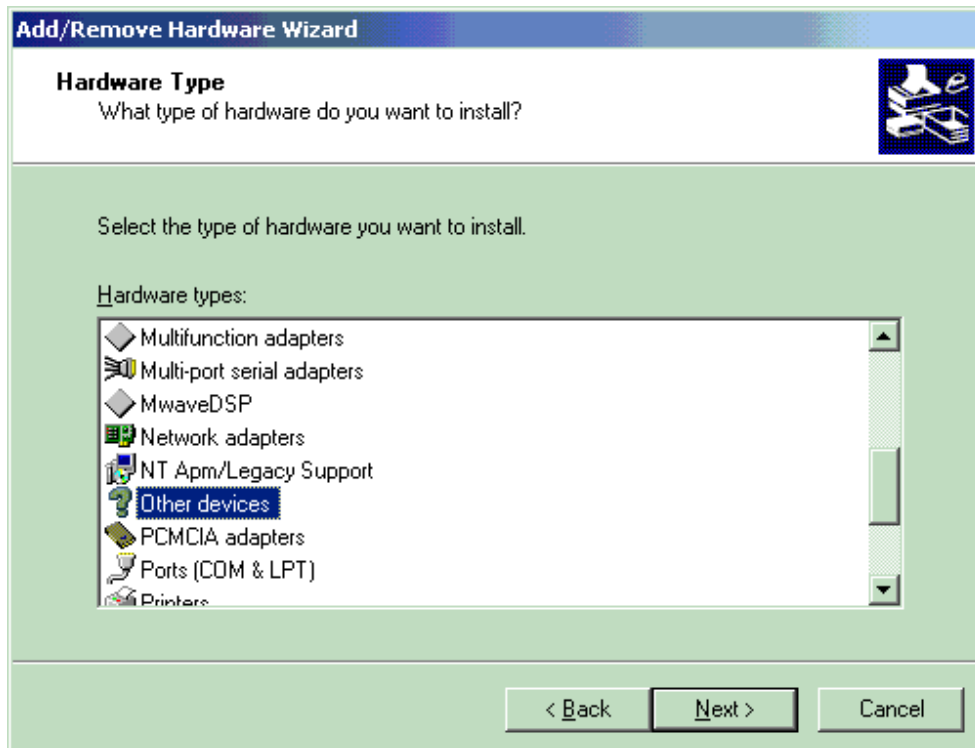 Add/Remove Hardware Wizard
Hardware Type
What type of hardware do you want to install?
Select the type of hardware you want to install.
Hardware types:
Multifunction adapters
Multi-port serial adapters
MwaveDSP
Network adapters
NT Apm/Legacy Support
Other devices
PCMCIA adapters
Ports (COM & LPT)
Printers
< Back Next > Cancel